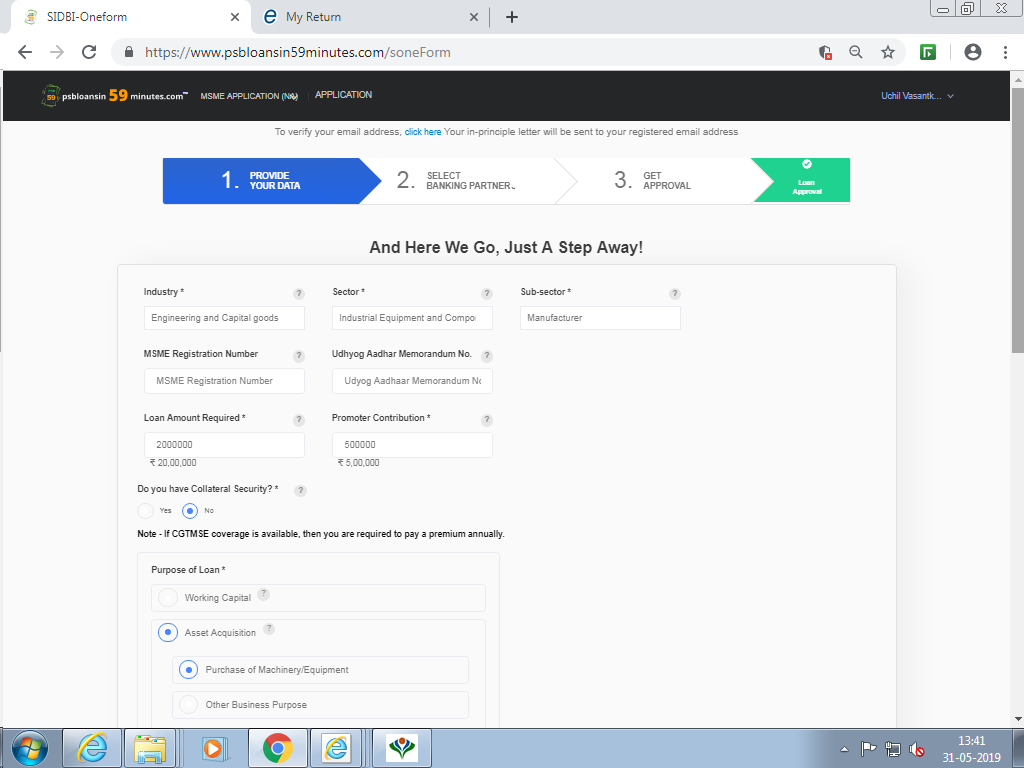 SIDBI-Oneform
My Return
https://www.psbloansin59minutes.com/soneForm
psbloansin 59 minutes.com™ MSME APPLICATION APPLICATION Uchil Vasantk...
To verify your email address, click here Your in-principle letter will be sent to your registered email address
1. PROVIDE YOUR DATA
2. SELECT BANKING PARTNER
3. GET APPROVAL
Loan Approval
And Here We Go, Just A Step Away!
Industry * ? Sector * ? Sub-sector * ?
Engineering and Capital goods Industrial Equipment and Compo Manufacturer
MSME Registration Number ? Udhyog Aadhar Memorandum No. ?
MSME Registration Number Udyog Aadhaar Memorandum No
Loan Amount Required * ? Promoter Contribution * ?
2000000 500000
₹ 20,00,000 ₹ 5,00,000
Do you have Collateral Security? * ?
Yes No
Note - If CGTMSE coverage is available, then you are required to pay a premium annually.
Purpose of Loan *
Working Capital ?
Asset Acquisition ?
Purchase of Machinery/Equipment
Other Business Purpose
13:41
31-05-2019